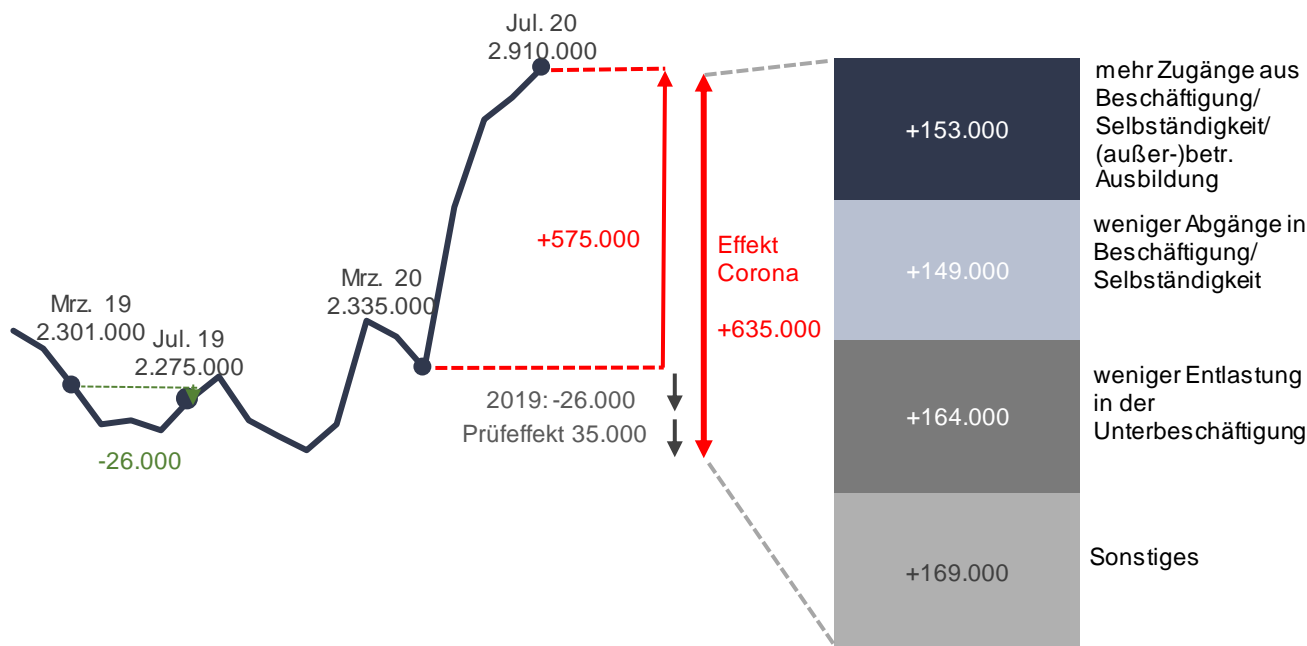 Jul. 20
2.910.000
+575.000
Effekt
Corona
+635.000
Mrz. 20
2.335.000
Mrz. 19
2.301.000
Jul. 19
2.275.000
-26.000
2019: -26.000
Prüfeffekt 35.000
+153.000
mehr Zugänge aus
Beschäftigung/
Selbständigkeit/
(außer-)betr.
Ausbildung
+149.000
weniger Abgänge in
Beschäftigung/
Selbständigkeit
+164.000
weniger Entlastung
in der
Unterbeschäftigung
+169.000
Sonstiges